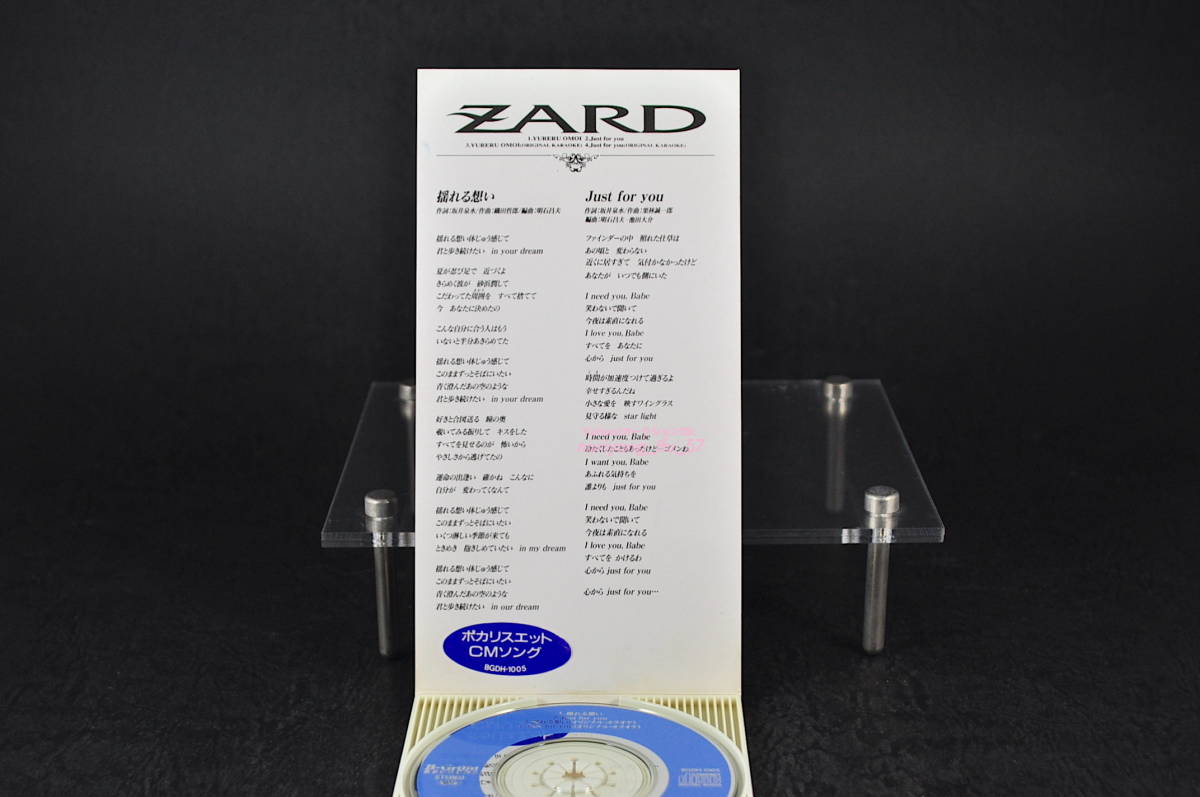 ZARD
1.YURERU OMOI 2.Just for you
3.YURERU OMOI(ORIGINAL KARAOKE) 4.Just for you(ORIGINAL KARAOKE)
揺れる想い
作詞:坂井泉水/作曲:織田哲郎/編曲:明石昌夫
揺れる想い体じゅう感じて
君と歩き続けたい in your dream
夏が忍び足で 近づくよ
きらめく波が 砂浜潤して
こだわってた周囲を すべて捨てて
今 あなたに決めたの
こんな自分に合う人はもう
いないと半分あきらめてた
揺れる想い体じゅう感じて
このままずっとそばにいたい
青く澄んだあの空のような
君と歩き続けたい in your dream
好きと合図送る 瞳の奥
覗いてみる振りして キスをした
すべてを見せるのが 怖いから
やさしさから逃げてたの
運命の出逢い 確かね こんなに
自分が 変わってくなんて
揺れる想い体じゅう感じて
このままずっとそばにいたい
いくつ淋しい季節が来ても
ときめき 抱きしめていたい in my dream
揺れる想い体じゅう感じて
このままずっとそばにいたい
青く澄んだあの空のような
君と歩き続けたい in our dream
Just for you
作詞:坂井泉水/作曲:栗林誠一郎
編曲:明石昌夫・池田大介
ファインダーの中 照れた仕草は
あの頃と 変わらない
近くに居すぎて 気付かなかったけど
あなたが いつでも側にいた
I need you, Babe
笑わないで聞いて
今夜は素直になれる
I love you, Babe
すべてを あなたに
心から just for you
時間が加速度つけて過ぎるよ
幸せすぎるんだね
小さな愛を 映すワイングラス
見守る様な star light
I need you, Babe
冷たくしたこともあったけど ゴメンね
I want you, Babe
あふれる気持ちを
誰よりも just for you
I need you, Babe
笑わないで聞いて
今夜は素直になれる
I love you, Babe
すべてを かけるわ
心から just for you
心から just for you…
ポカリスエット
CMソング
BGDH-1005
1.揺れる想い
Just for you
STEREO